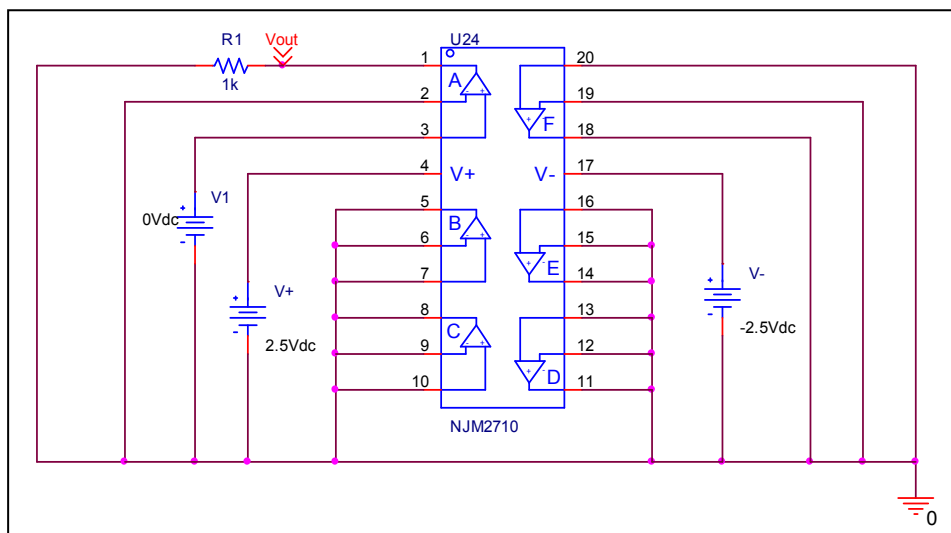 R1
Vout
1k
U24
1
2
3
4
5
6
7
8
9
10
A
V+
B
C
F
V-
E
D
20
19
18
17
16
15
14
13
12
11
- +
+ -
- +
+ -
- +
+ -
+
V1
0Vdc
-
+
V+
-
2.5Vdc
+
V-
-
-2.5Vdc
NJM2710
0